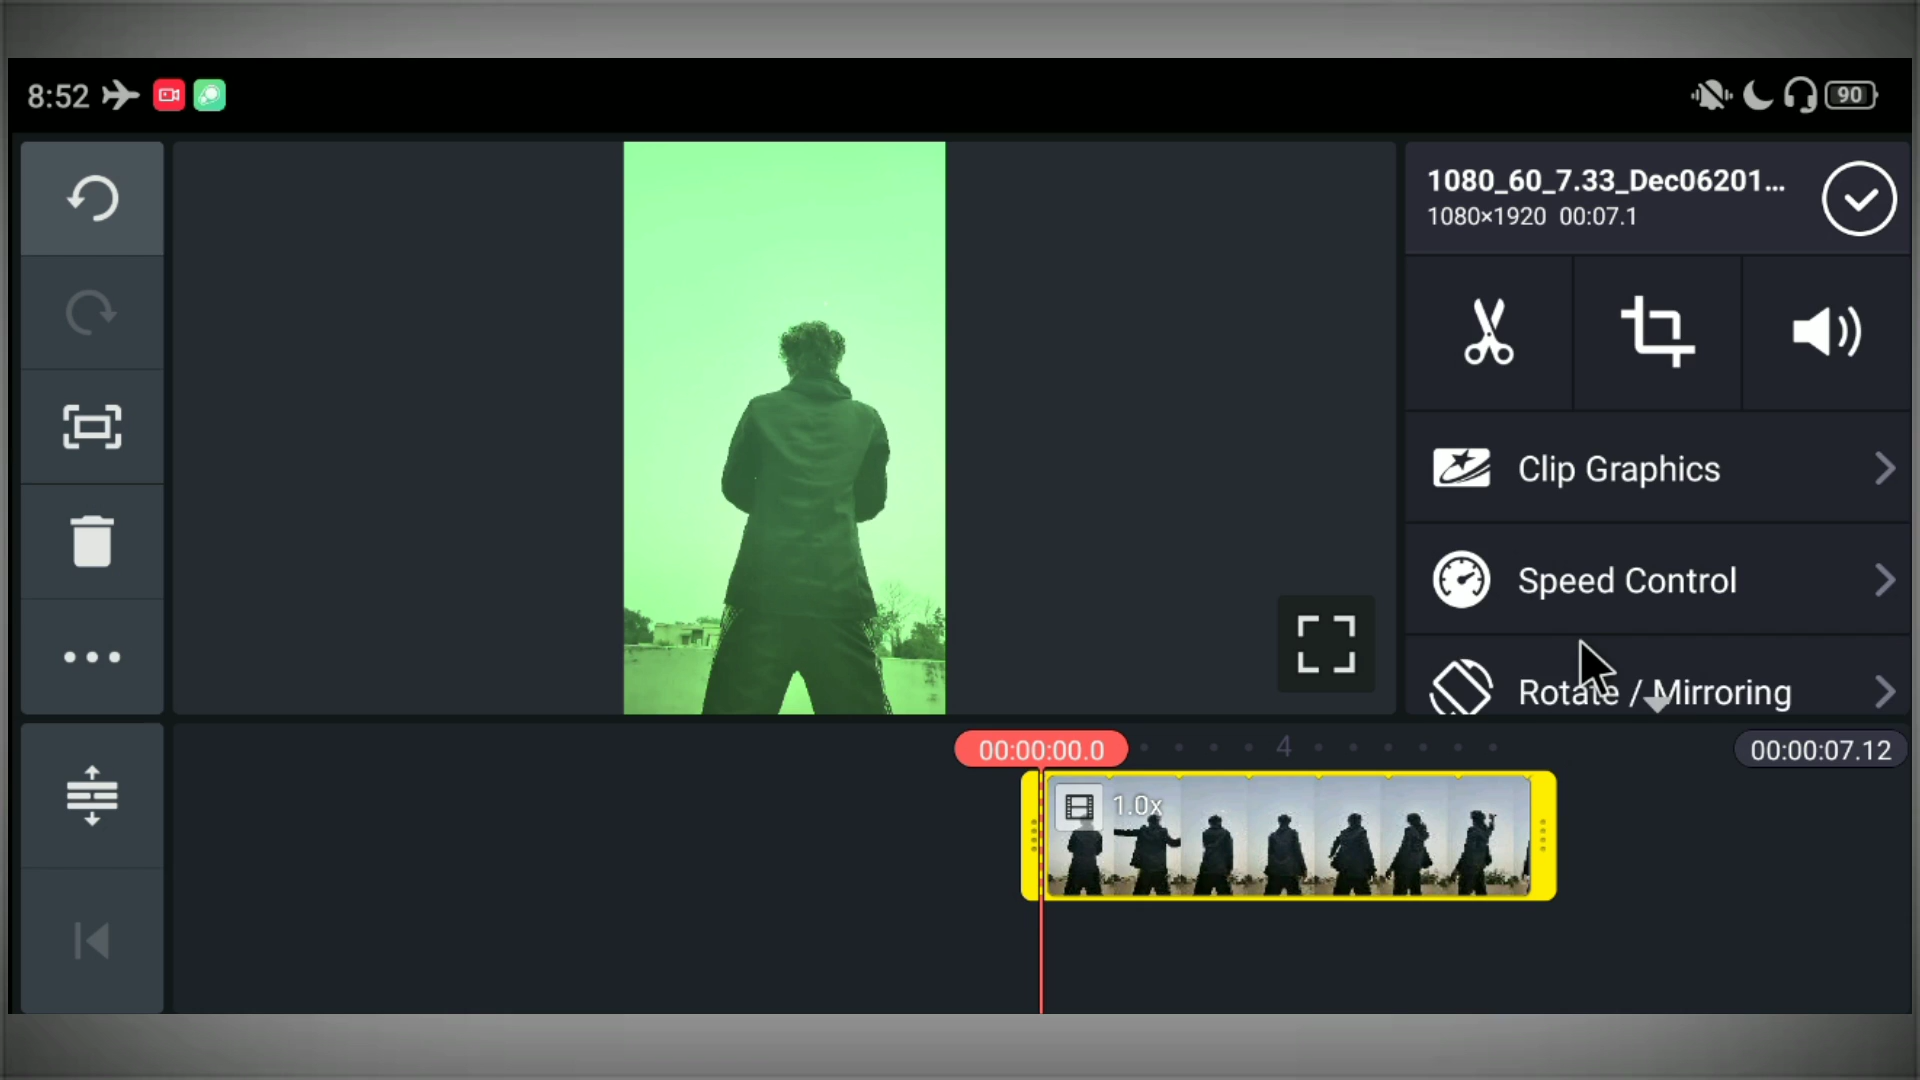 8:52
90
1080_60_7.33_Dec06201...
1080×1920 00:07.1
Clip Graphics
Speed Control
Rotate / Mirroring
00:00:00.0
4
00:00:07.12
1.0x